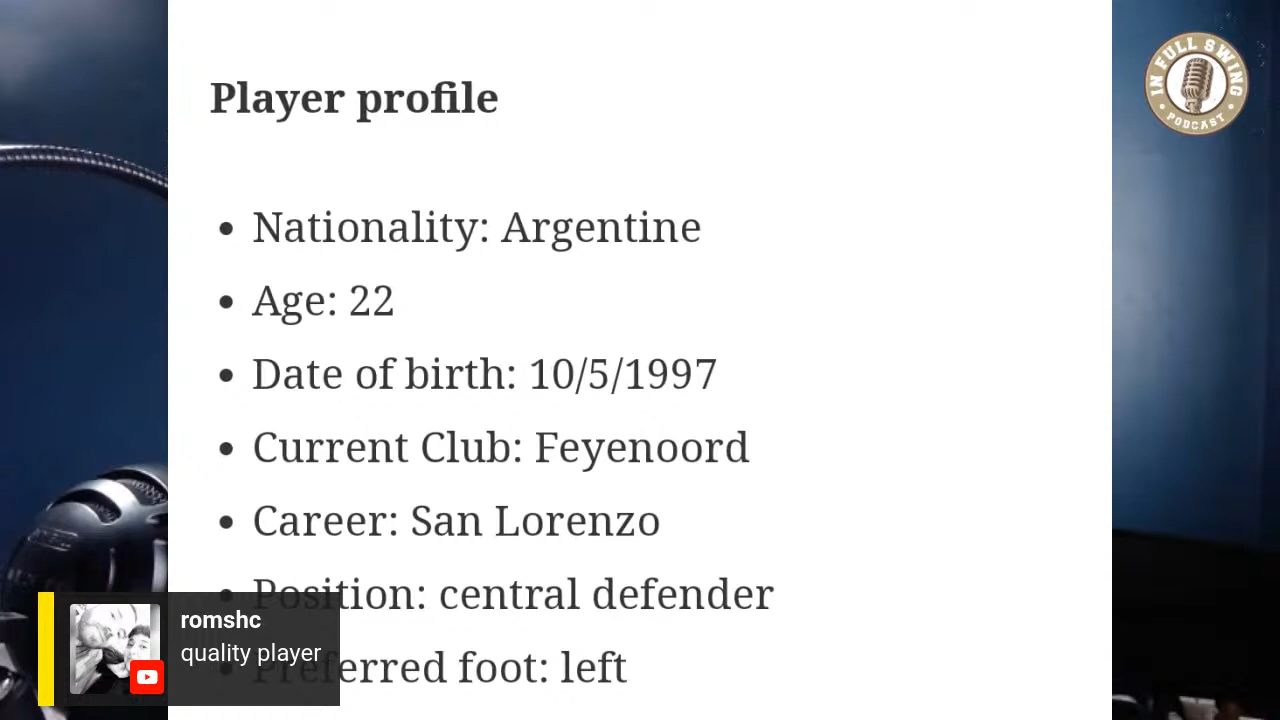 Player profile
IN FULL SWING
PODCAST
• Nationality: Argentine
• Age: 22
• Date of birth: 10/5/1997
• Current Club: Feyenoord
• Career: San Lorenzo
• Position: central defender
• Preferred foot: left
romshc
quality player